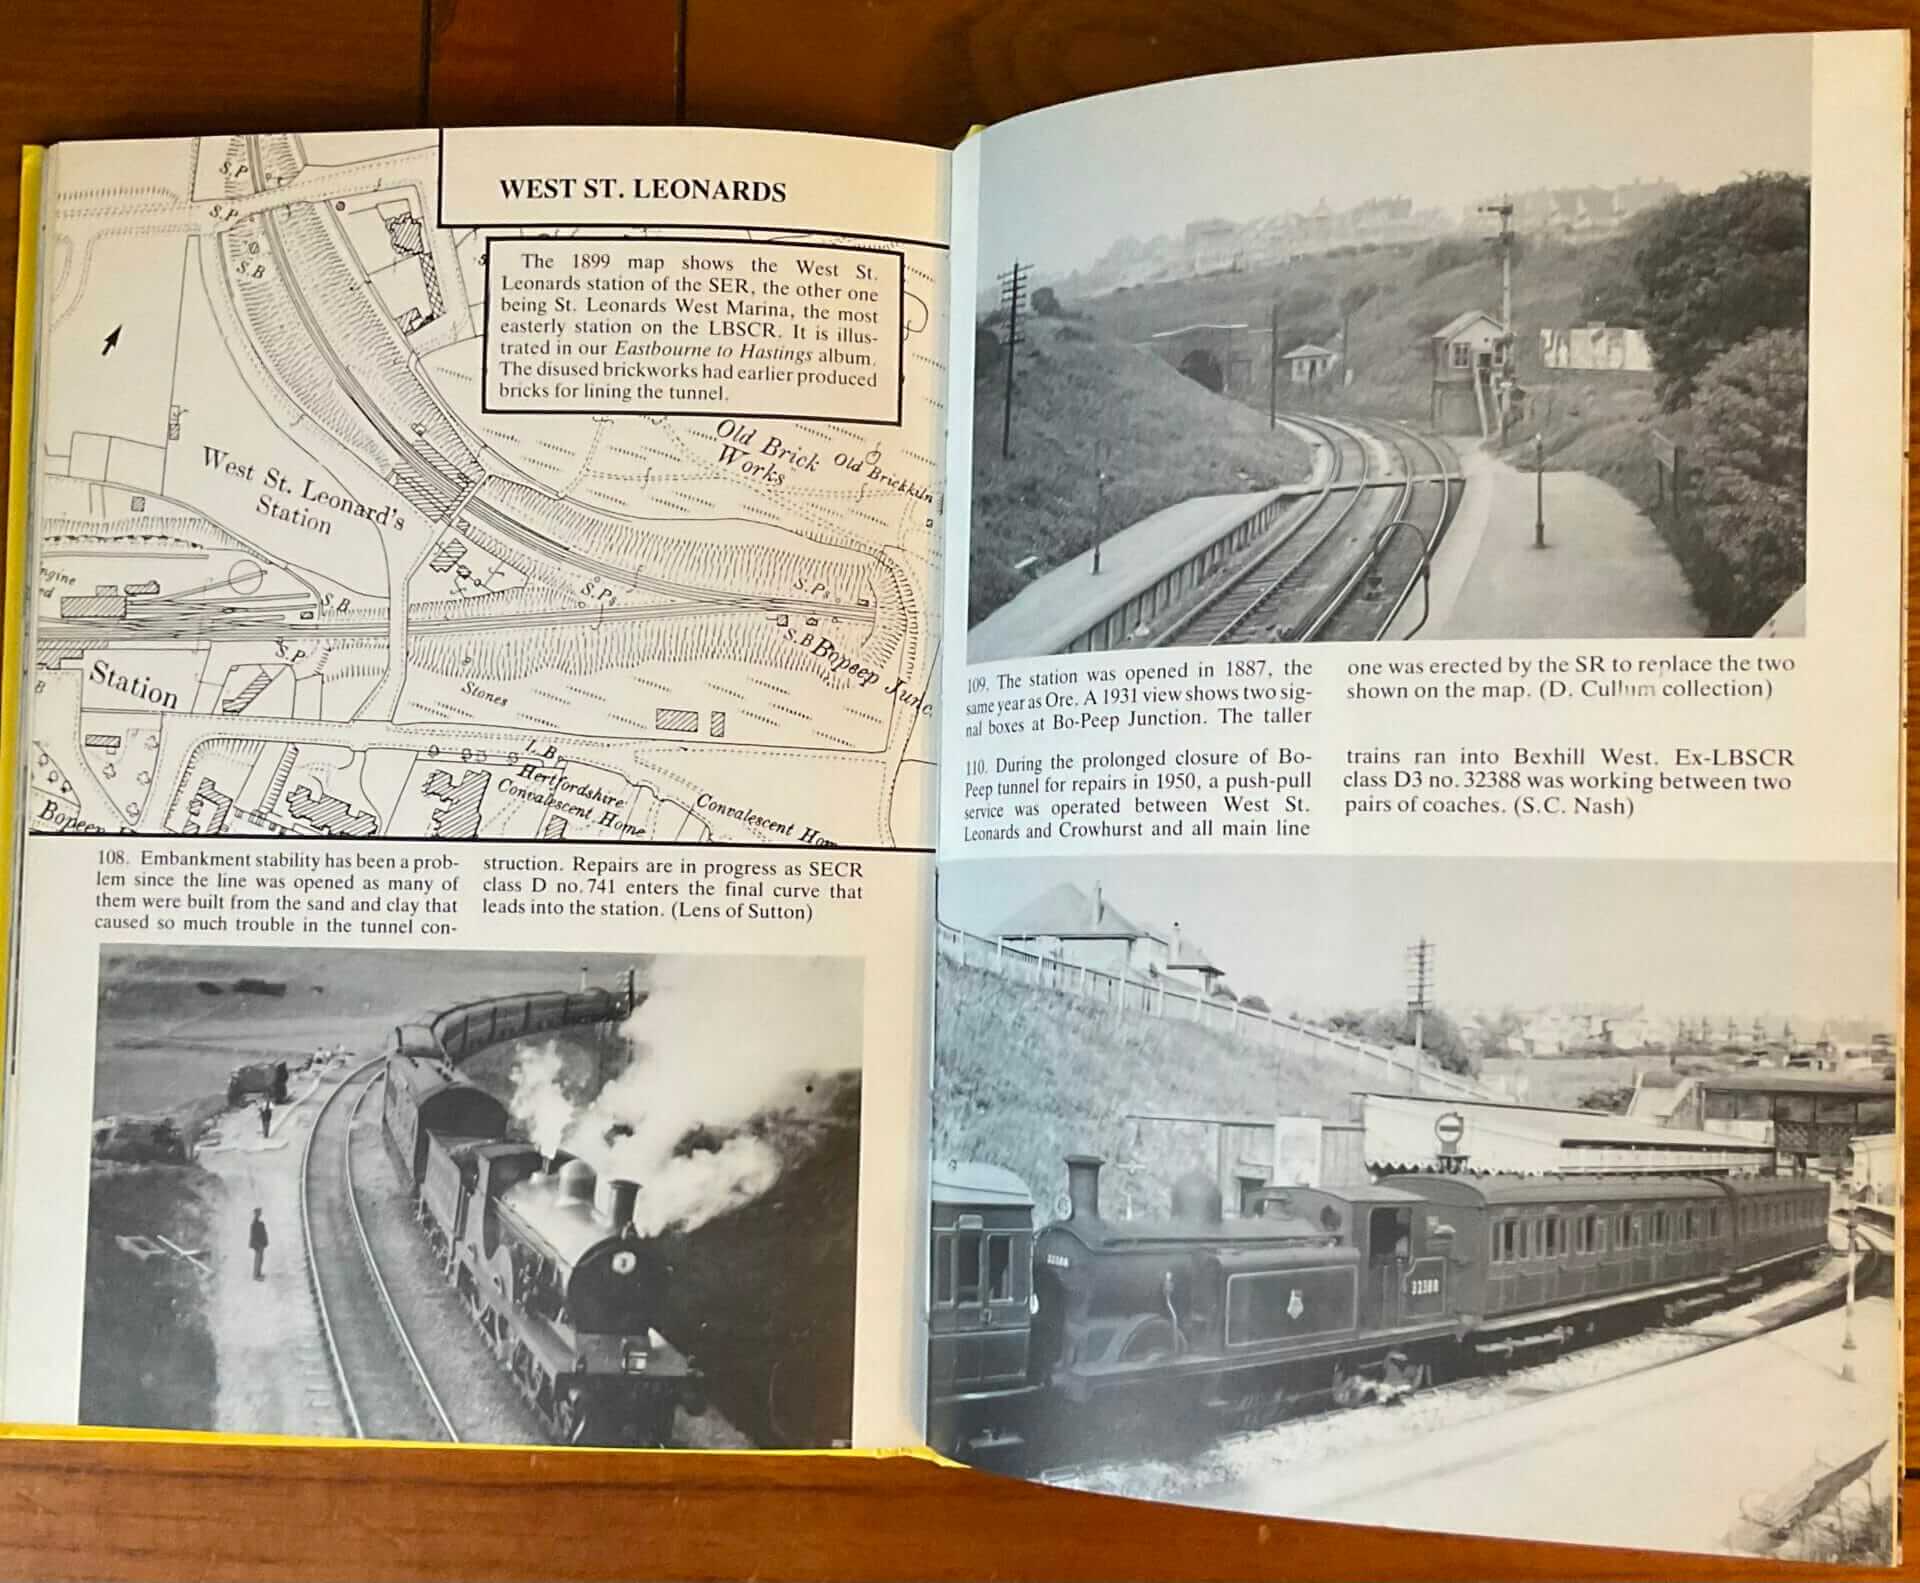 WEST ST. LEONARDS
The 1899 map shows the West St.
Leonards station of the SER, the other one
being St. Leonards West Marina, the most
easterly station on the LBSCR. It is illus-
trated in our Eastbourne to Hastings album.
The disused brickworks had earlier produced
bricks for lining the tunnel.
S.P
S.P.
S.B
Old Brick
Works
Old Brickkiln
West St. Leonard's
Station
S.B
S.Ps
S.Ps
S.B
Bopeep Junc.
S.P.
Station
B
Stones
L.B.
Hertfordshire
Convalescent Home
Convalescent Hom
Bopeep
108. Embankment stability has been a prob-
lem since the line was opened as many of
them were built from the sand and clay that
caused so much trouble in the tunnel con-
struction. Repairs are in progress as SECR
class D no. 741 enters the final curve that
leads into the station. (Lens of Sutton)
109. The station was opened in 1887, the
same year as Ore. A 1931 view shows two sig-
nal boxes at Bo-Peep Junction. The taller
one was erected by the SR to replace the two
shown on the map. (D. Cullum collection)
110. During the prolonged closure of Bo-
Peep tunnel for repairs in 1950, a push-pull
service was operated between West St.
Leonards and Crowhurst and all main line
trains ran into Bexhill West. Ex-LBSCR
class D3 no. 32388 was working between two
pairs of coaches. (S.C. Nash)
32388
32388